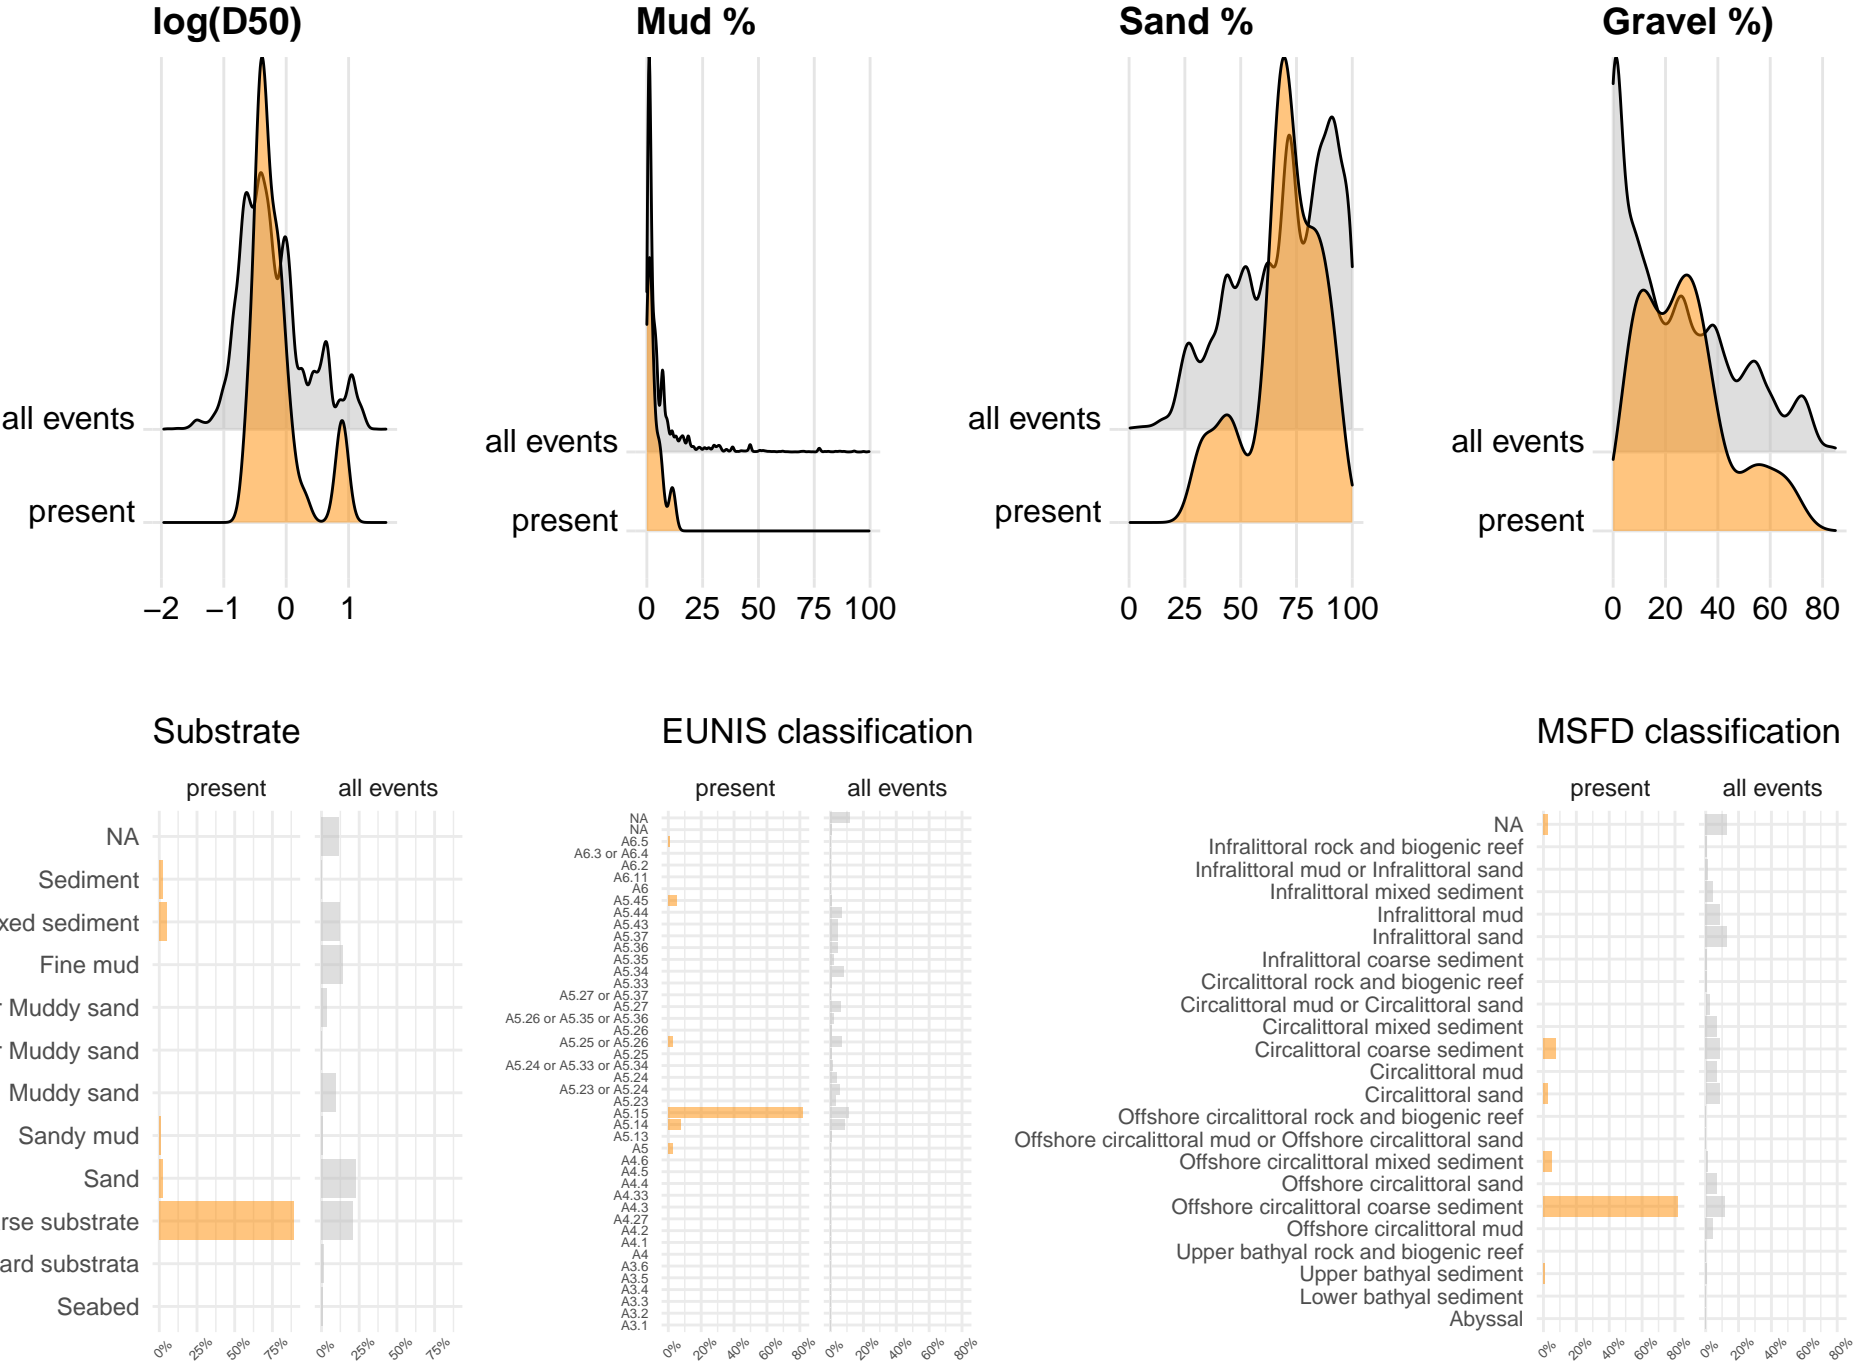 log(D50)
Mud %
Sand %
Gravel %)
all events
present
−2 −1 0 1
all events
present
0 25 50 75 100
all events
present
0 25 50 75 100
all events
present
0 20 40 60 80
Substrate
present all events
NA
Sediment
xed sediment
Fine mud
r Muddy sand
r Muddy sand
Muddy sand
Sandy mud
Sand
rse substrate
ard substrata
Seabed
0% 25% 50% 75% 0% 25% 50% 75%
EUNIS classification
present all events
NA
NA
A6.5
A6.3 or A6.4
A6.2
A6.11
A6
A5.45
A5.44
A5.43
A5.37
A5.36
A5.35
A5.34
A5.33
A5.27 or A5.37
A5.27
A5.26 or A5.35 or A5.36
A5.26
A5.25 or A5.26
A5.25
A5.24 or A5.33 or A5.34
A5.24
A5.23 or A5.24
A5.23
A5.15
A5.14
A5.13
A5
A4.6
A4.5
A4.4
A4.33
A4.3
A4.27
A4.2
A4.1
A4
A3.6
A3.5
A3.4
A3.3
A3.2
A3.1
0% 20% 40% 60% 80% 0% 20% 40% 60% 80%
MSFD classification
present all events
NA
Infralittoral rock and biogenic reef
Infralittoral mud or Infralittoral sand
Infralittoral mixed sediment
Infralittoral mud
Infralittoral sand
Infralittoral coarse sediment
Circalittoral rock and biogenic reef
Circalittoral mud or Circalittoral sand
Circalittoral mixed sediment
Circalittoral coarse sediment
Circalittoral mud
Circalittoral sand
Offshore circalittoral rock and biogenic reef
Offshore circalittoral mud or Offshore circalittoral sand
Offshore circalittoral mixed sediment
Offshore circalittoral sand
Offshore circalittoral coarse sediment
Offshore circalittoral mud
Upper bathyal rock and biogenic reef
Upper bathyal sediment
Lower bathyal sediment
Abyssal
0% 20% 40% 60% 80% 0% 20% 40% 60% 80%